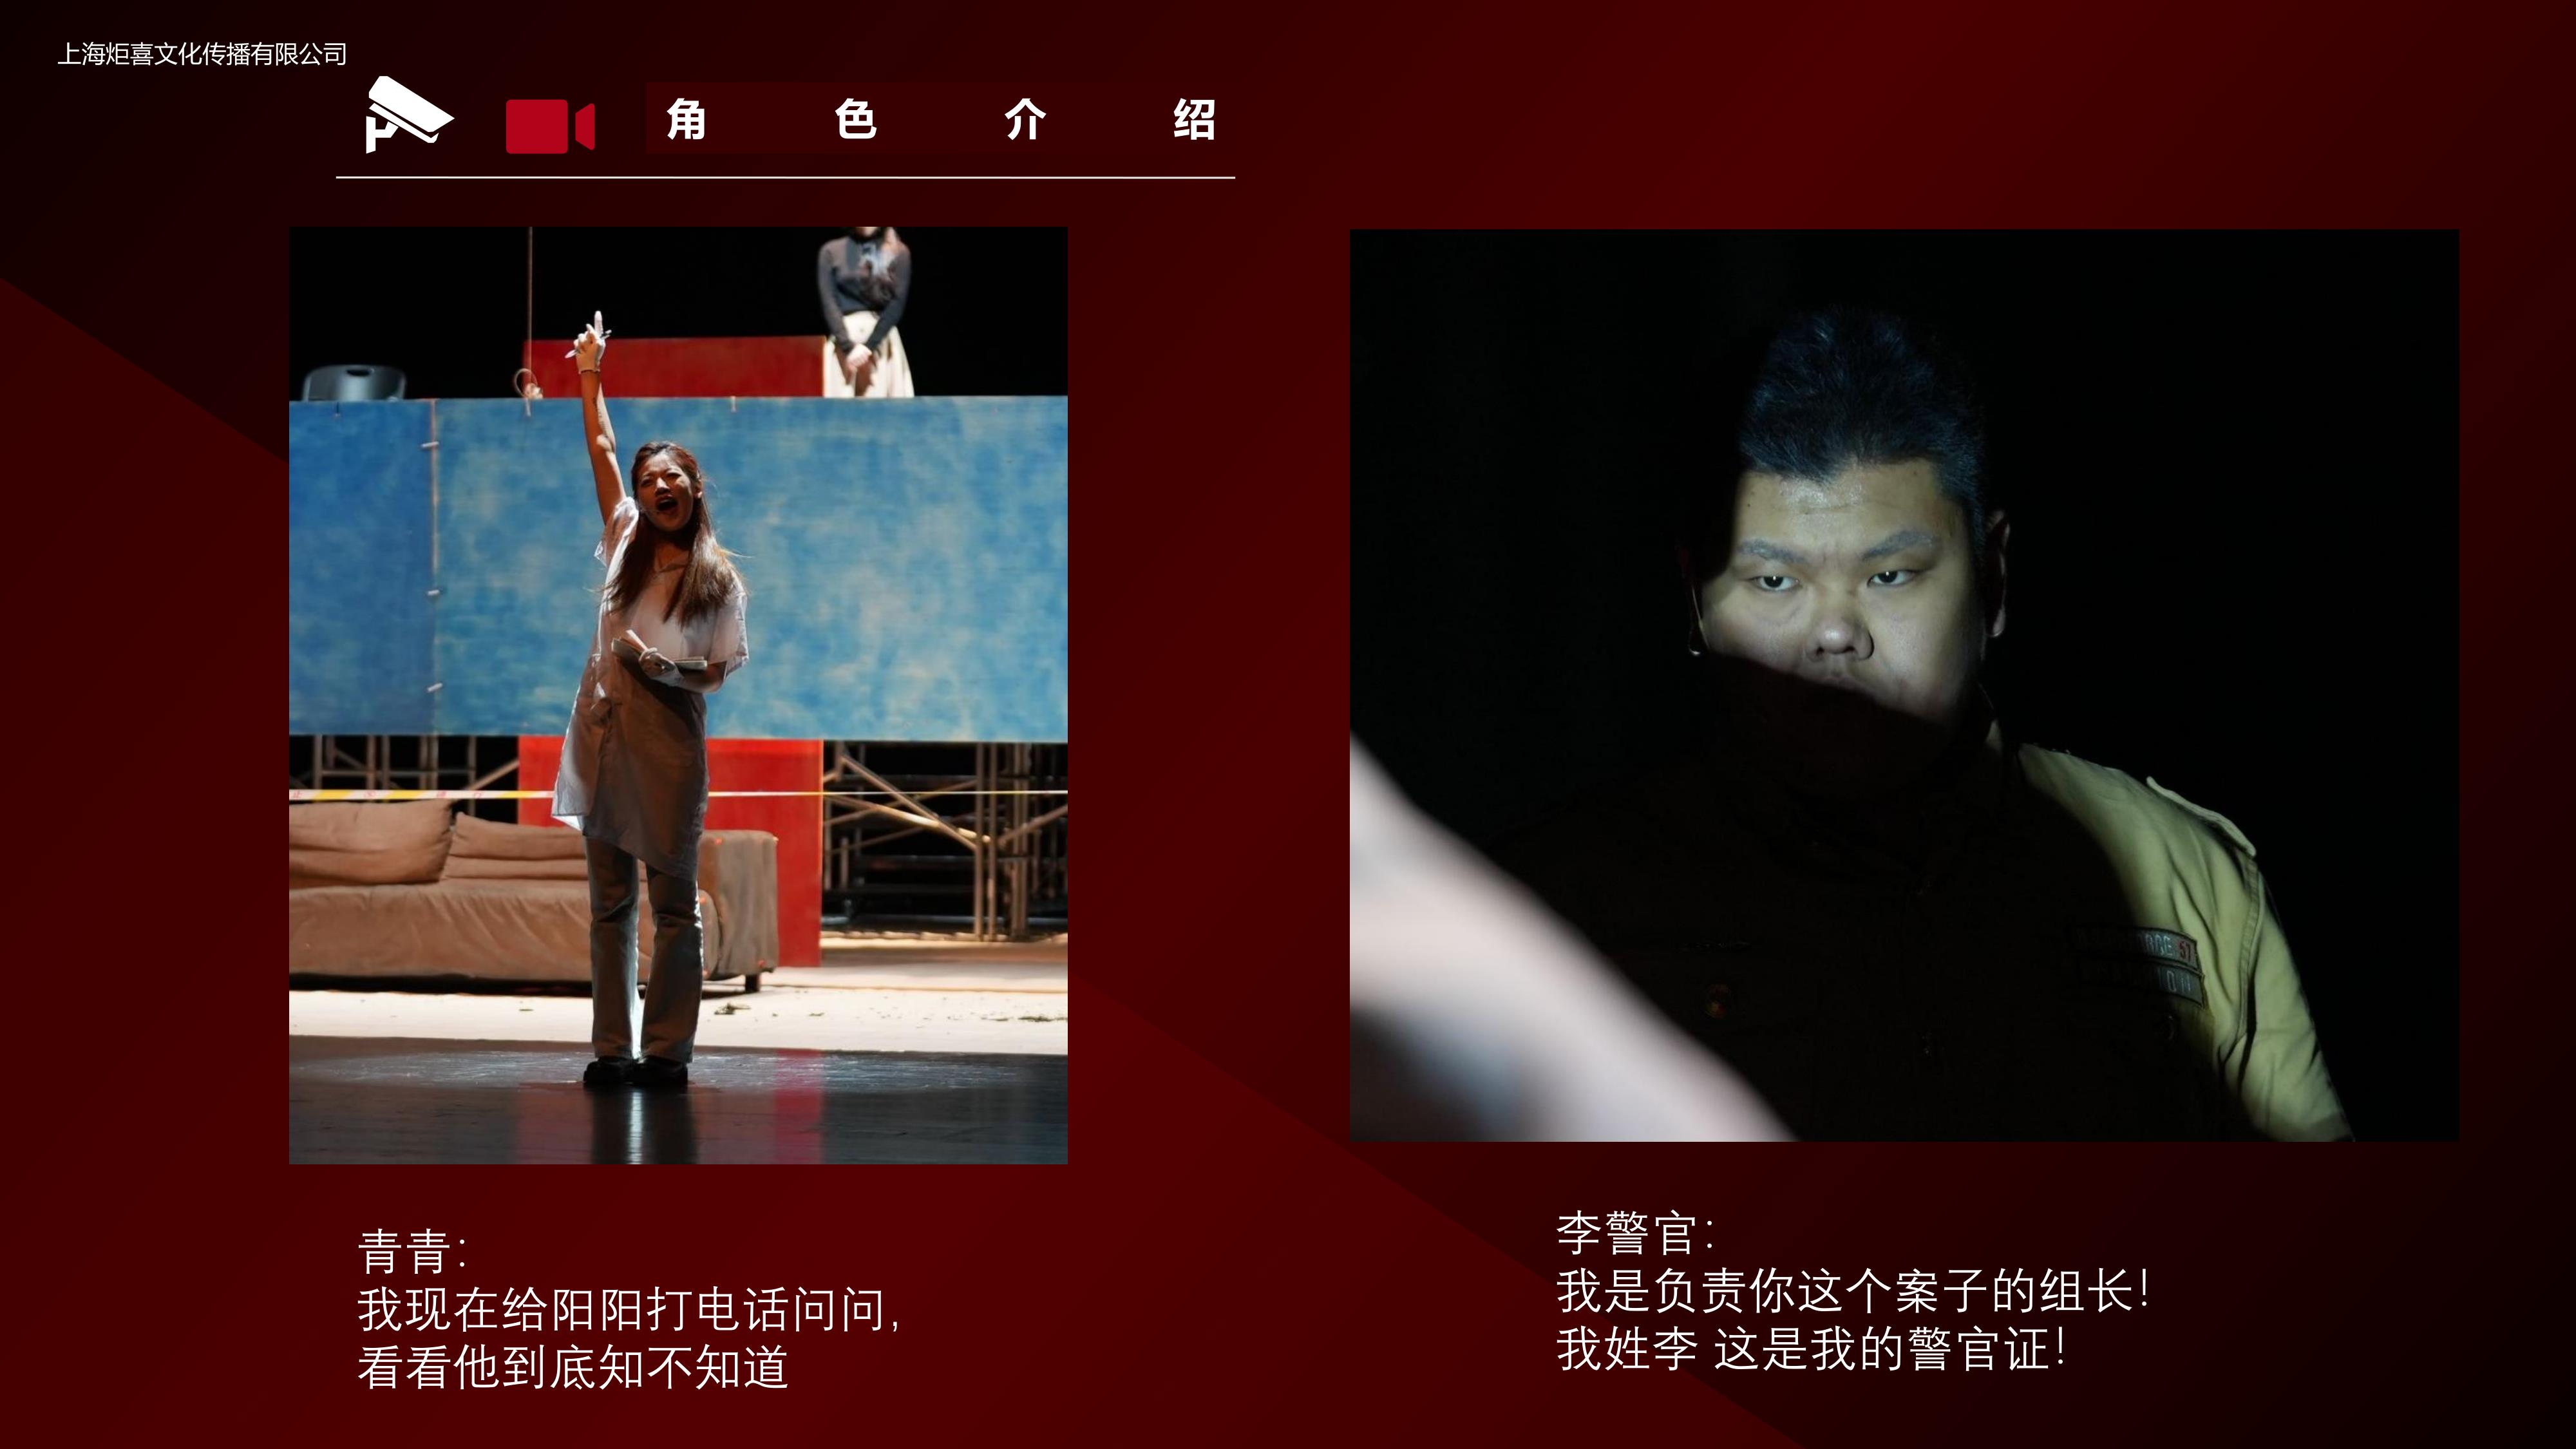 上海炬喜文化传播有限公司
角 色 介 绍
青青：
我现在给阳阳打电话问问，
看看他到底知不知道
李警官：
我是负责你这个案子的组长！
我姓李 这是我的警官证！